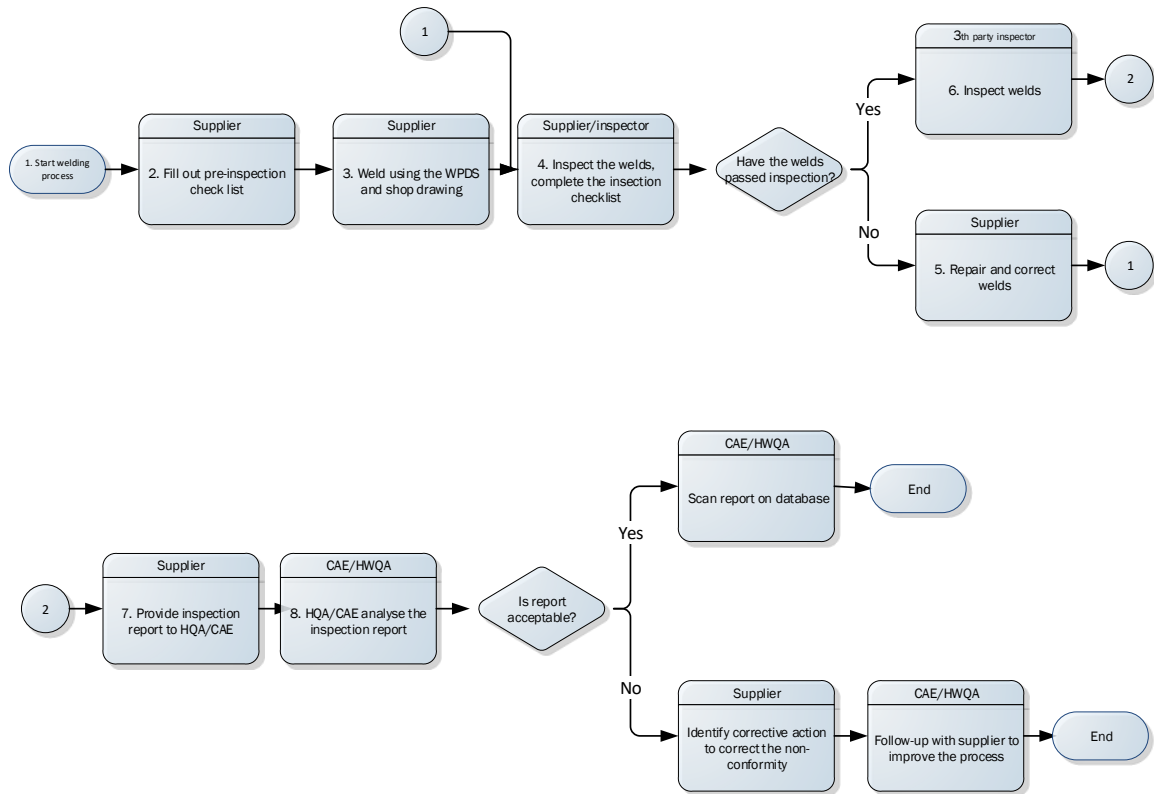 1
3th party inspector
6. Inspect welds
2
Yes
Supplier
Supplier
Supplier/inspector
1. Start welding
process
2. Fill out pre-inspection
check list
3. Weld using the WPDS
and shop drawing
4. Inspect the welds,
complete the insection
checklist
Have the welds
passed inspection?
No
Supplier
5. Repair and correct
welds
1
CAE/HWQA
Scan report on database
End
Yes
2
Supplier
7. Provide inspection
report to HQA/CAE
CAE/HWQA
8. HQA/CAE analyse the
inspection report
Is report
acceptable?
No
Supplier
Identify corrective action
to correct the non-
conformity
CAE/HWQA
Follow-up with supplier to
improve the process
End